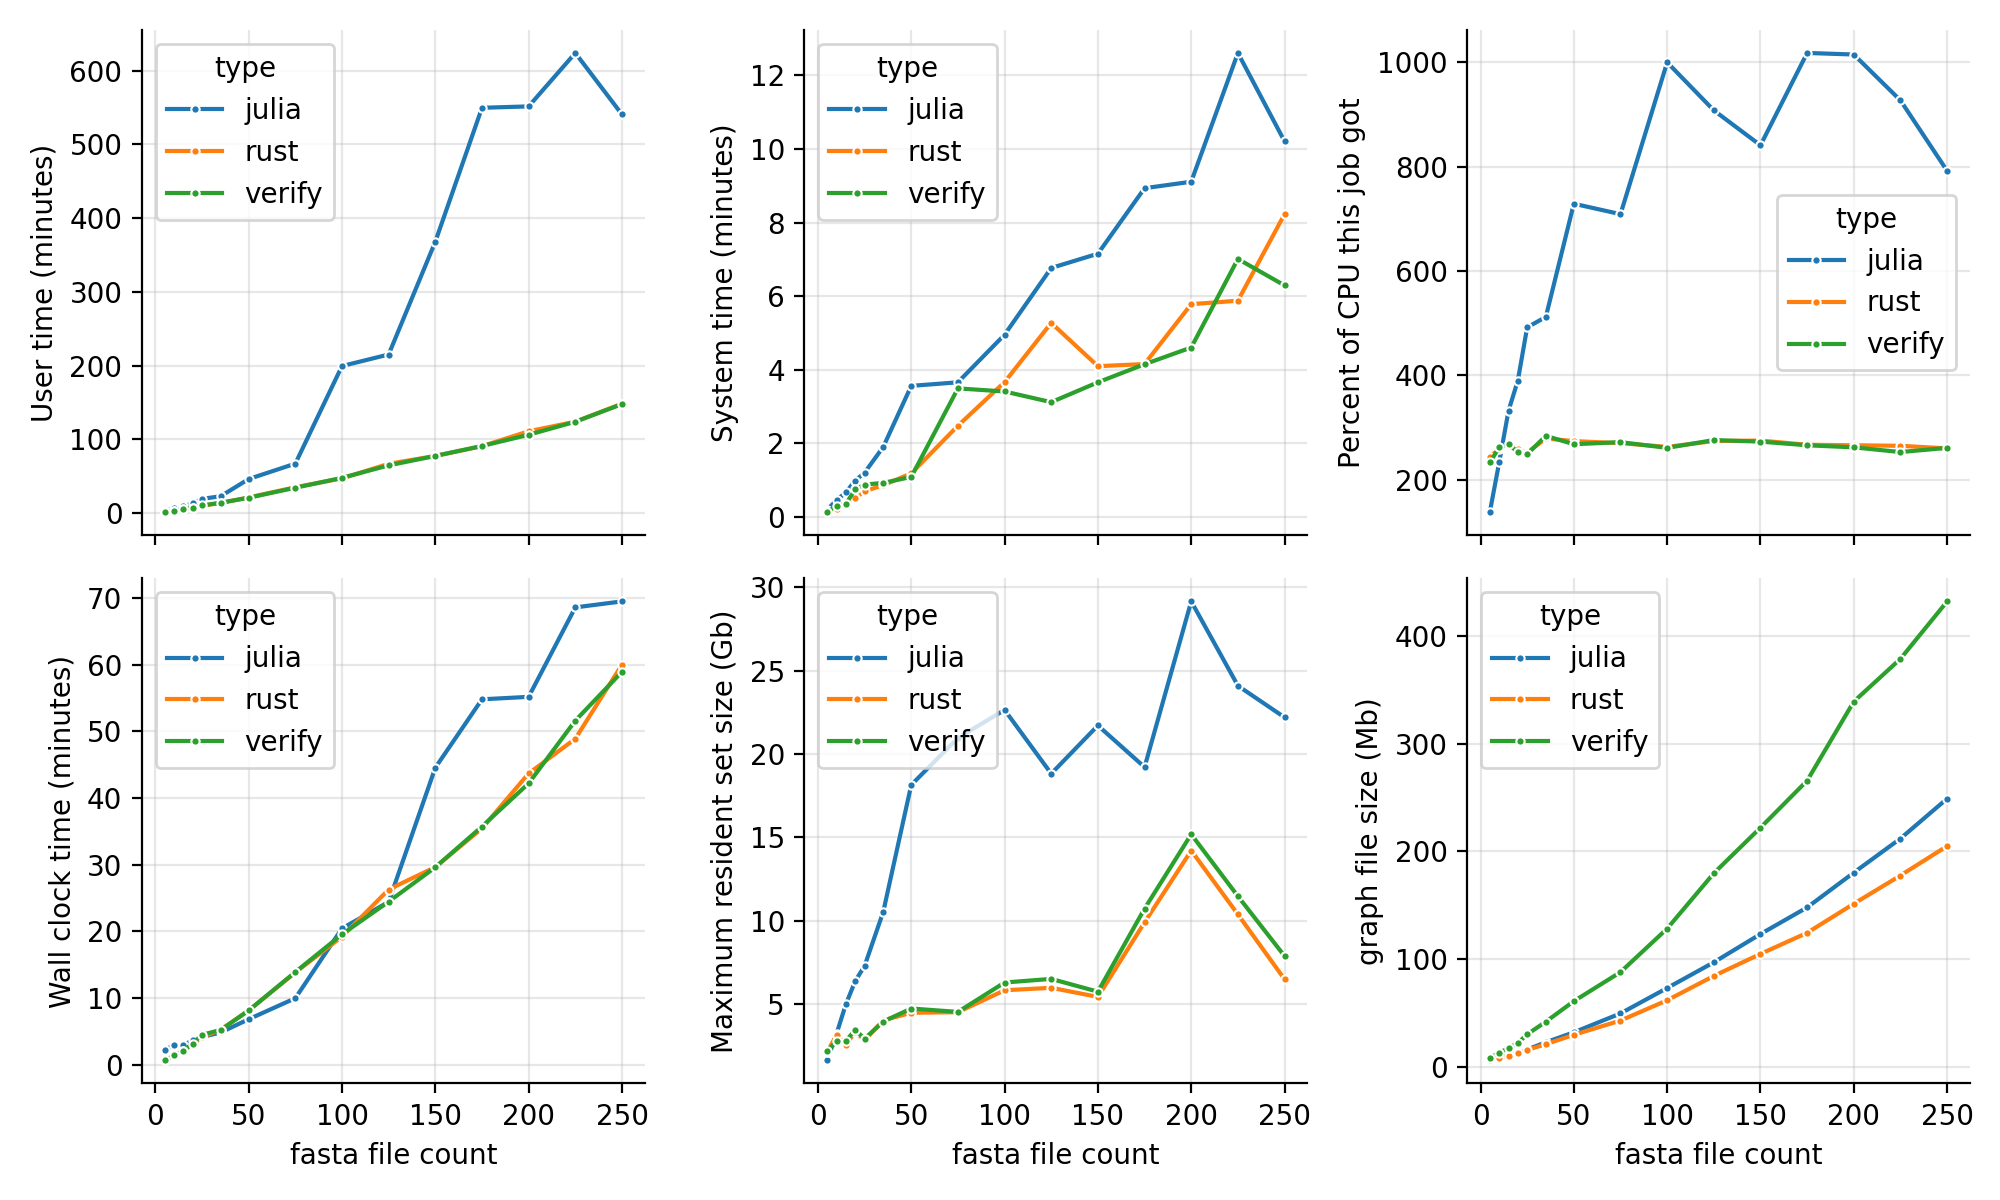 User time (minutes)
600
500
400
300
200
100
0
type
julia
rust
verify
System time (minutes)
12
10
8
6
4
2
0
type
julia
rust
verify
Percent of CPU this job got
1000
800
600
400
200
type
julia
rust
verify
Wall clock time (minutes)
70
60
50
40
30
20
10
0
type
julia
rust
verify
0 50 100 150 200 250
fasta file count
Maximum resident set size (Gb)
30
25
20
15
10
5
type
julia
rust
verify
0 50 100 150 200 250
fasta file count
graph file size (Mb)
400
300
200
100
0
type
julia
rust
verify
0 50 100 150 200 250
fasta file count